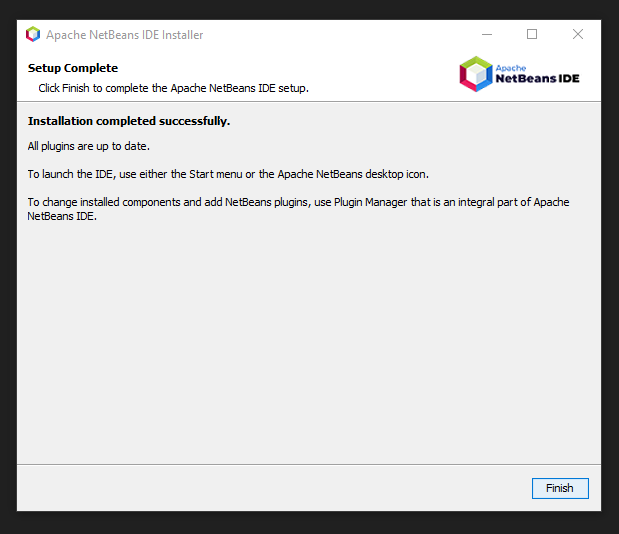 Apache NetBeans IDE Installer
Setup Complete
Click Finish to complete the Apache NetBeans IDE setup.
Apache
NetBeans IDE
Installation completed successfully.
All plugins are up to date.
To launch the IDE, use either the Start menu or the Apache NetBeans desktop icon.
To change installed components and add NetBeans plugins, use Plugin Manager that is an integral part of Apache
NetBeans IDE.
Finish